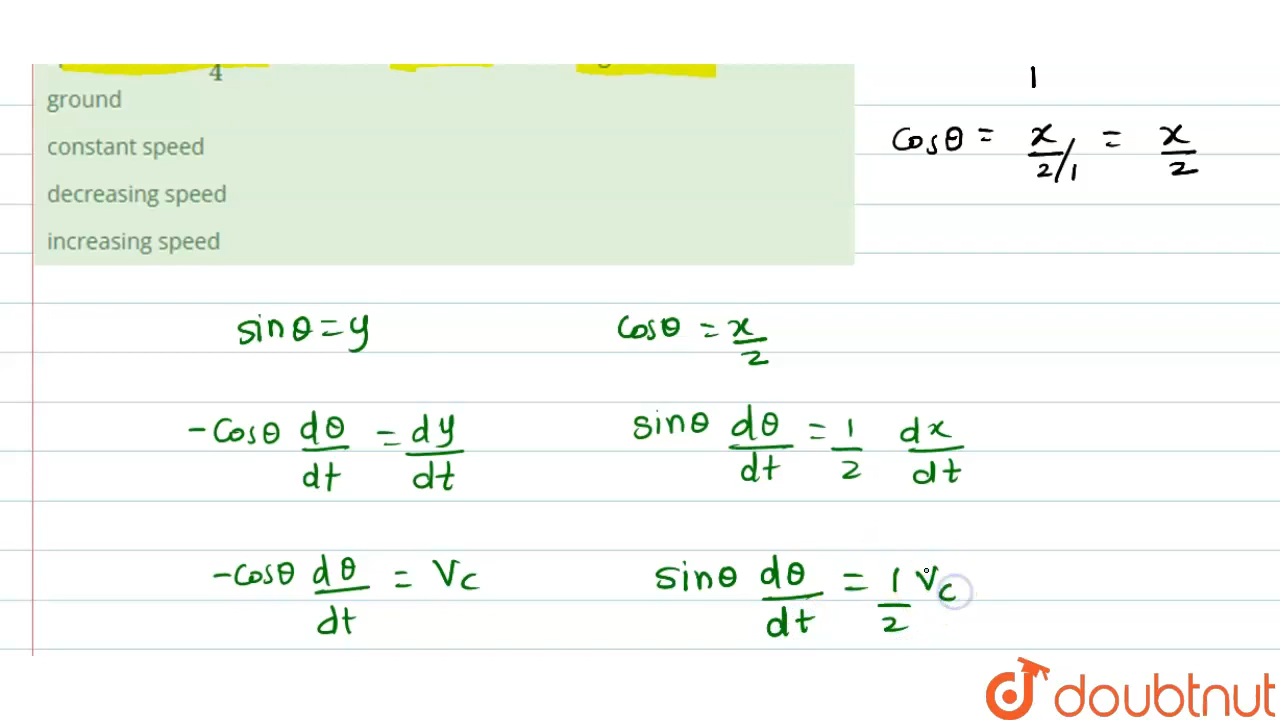 4
1
ground
cosθ = x/2/1 = x/2
constant speed
decreasing speed
increasing speed
sinθ = y
cosθ = x/2
-cosθ dθ/dt = dy/dt
sinθ dθ/dt = 1/2 dx/dt
-cosθ dθ/dt = Vc
sinθ dθ/dt = 1/2 Vc
doubtnut